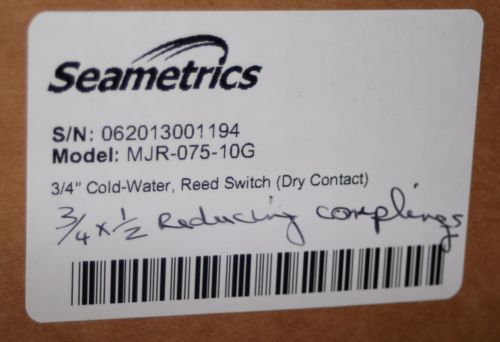 Seametrics
S/N: 062013001194
Model: MJR-075-10G
3/4" Cold-Water, Reed Switch (Dry Contact)
3/4 x 1/2 Reducing complings